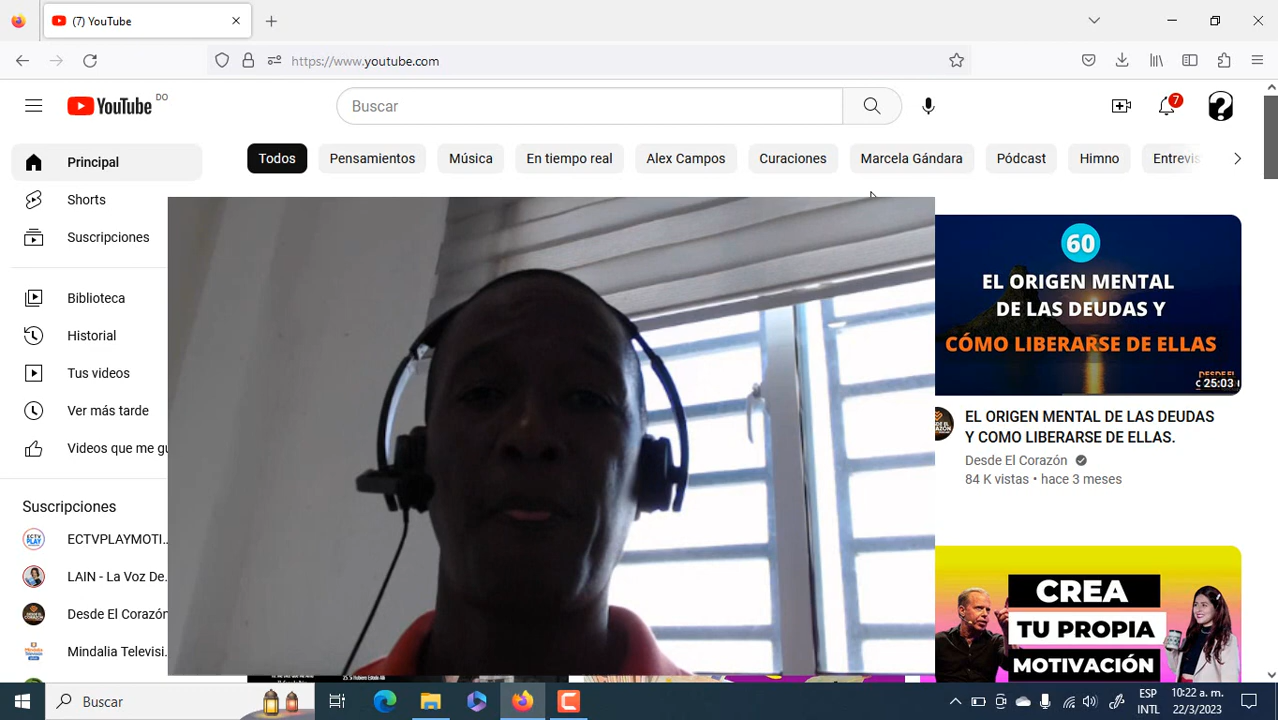 (7) YouTube
https://www.youtube.com
YouTube DO
Buscar
7
?
Todos
Pensamientos
Música
En tiempo real
Alex Campos
Curaciones
Marcela Gándara
Pódcast
Himno
Entrevis
Principal
Shorts
Suscripciones
Biblioteca
Historial
Tus videos
Ver más tarde
Videos que me gu
Suscripciones
ECTVPLAYMOTI...
LAIN - La Voz De...
Desde El Corazón
Mindalia Televisi...
60
EL ORIGEN MENTAL
DE LAS DEUDAS Y
CÓMO LIBERARSE DE ELLAS
25:03
EL ORIGEN MENTAL DE LAS DEUDAS
Y COMO LIBERARSE DE ELLAS.
Desde El Corazón
84 K vistas • hace 3 meses
CREA
TU PROPIA
MOTIVACIÓN
Buscar
ESP
INTL
10:22 a. m.
22/3/2023